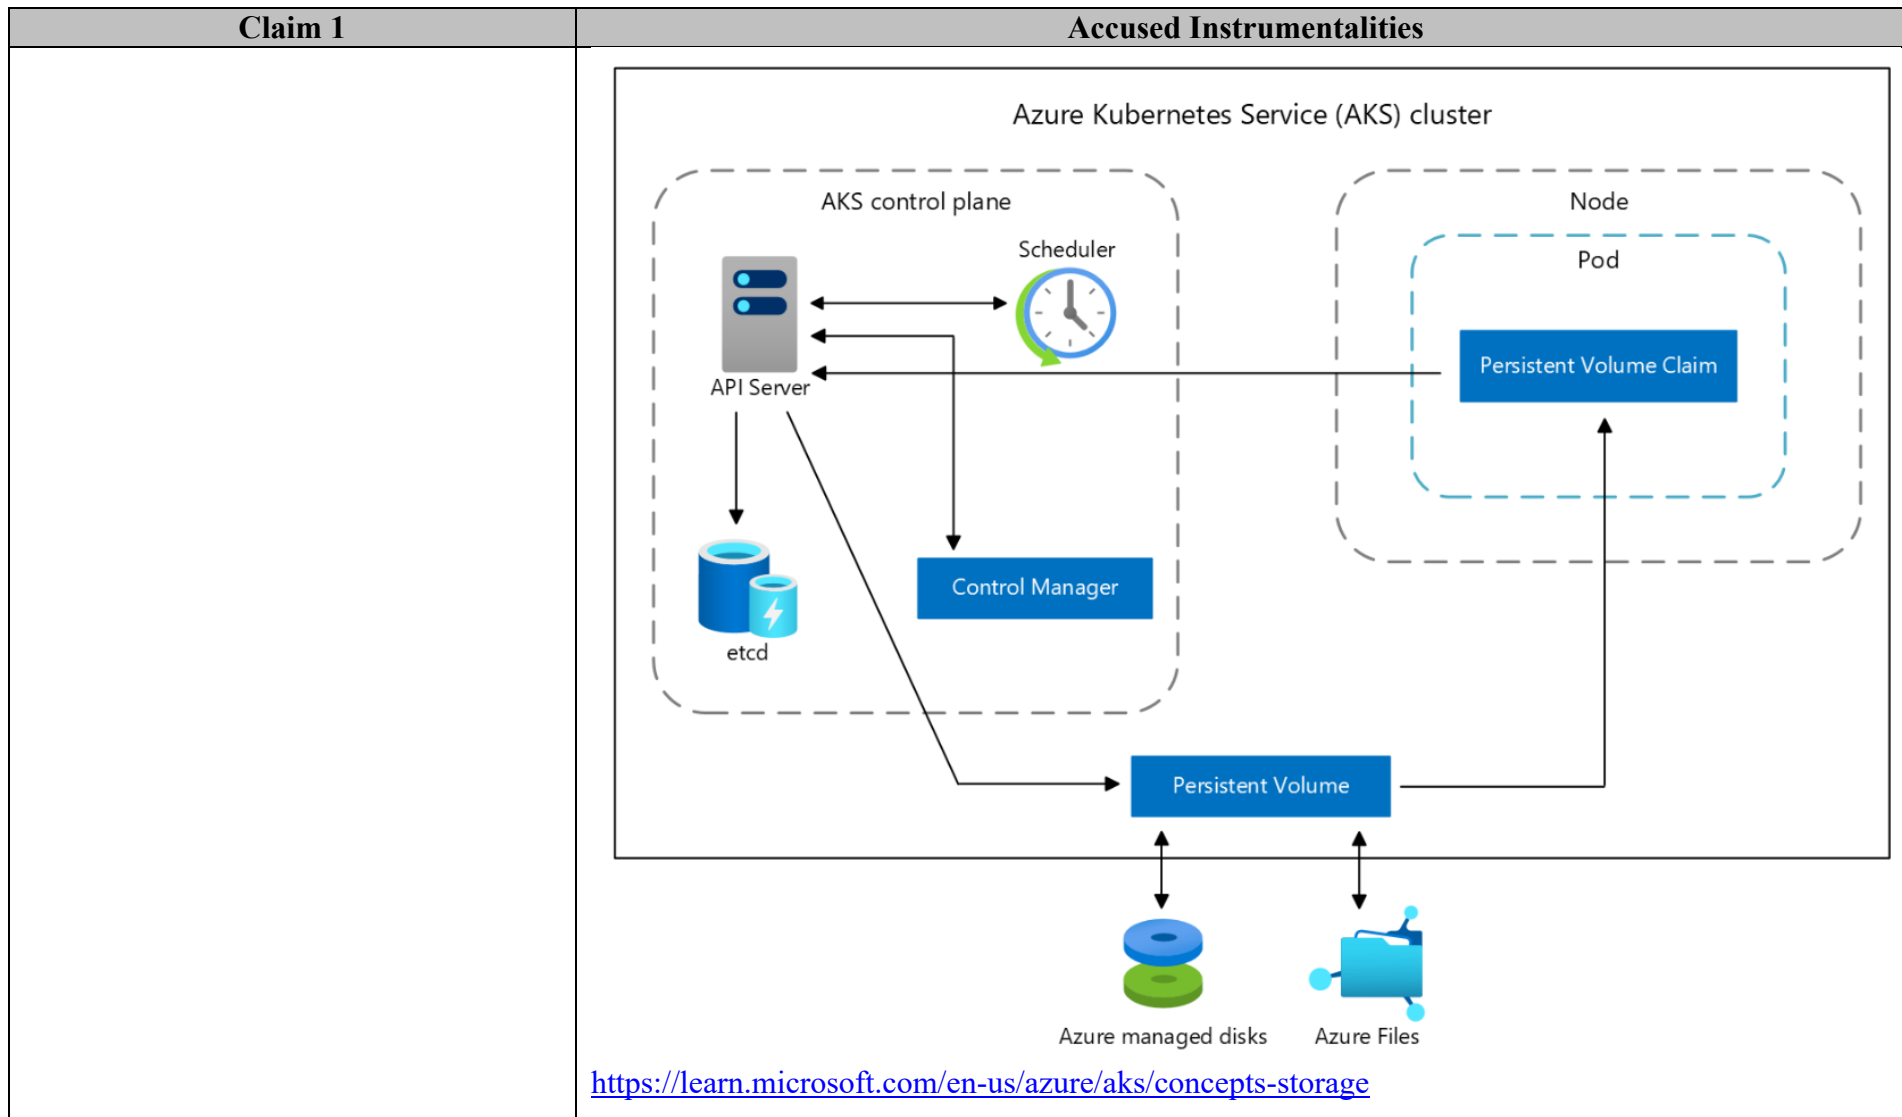 Claim 1
Accused Instrumentalities
Azure Kubernetes Service (AKS) cluster
AKS control plane
Scheduler
API Server
etcd
Control Manager
Node
Pod
Persistent Volume Claim
Persistent Volume
Azure managed disks
Azure Files
https://learn.microsoft.com/en-us/azure/aks/concepts-storage